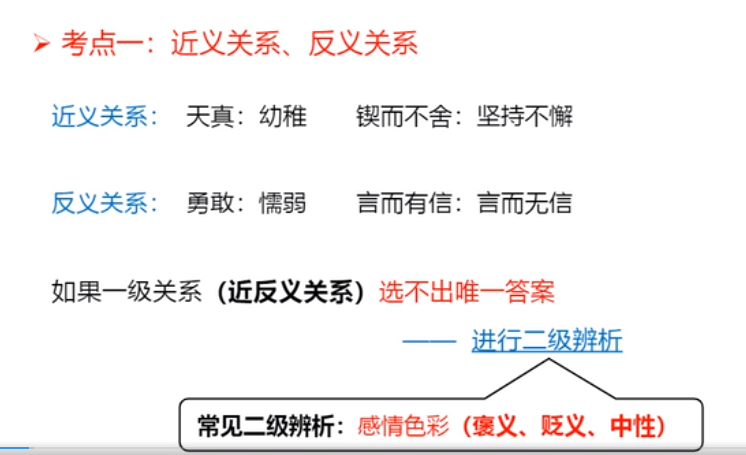 ➢ 考点一：近义关系、反义关系
近义关系： 天真：幼稚 锲而不舍：坚持不懈
反义关系： 勇敢：懦弱 言而有信：言而无信
如果一级关系（近反义关系）选不出唯一答案
—— 进行二级辨析
常见二级辨析：感情色彩（褒义、贬义、中性）